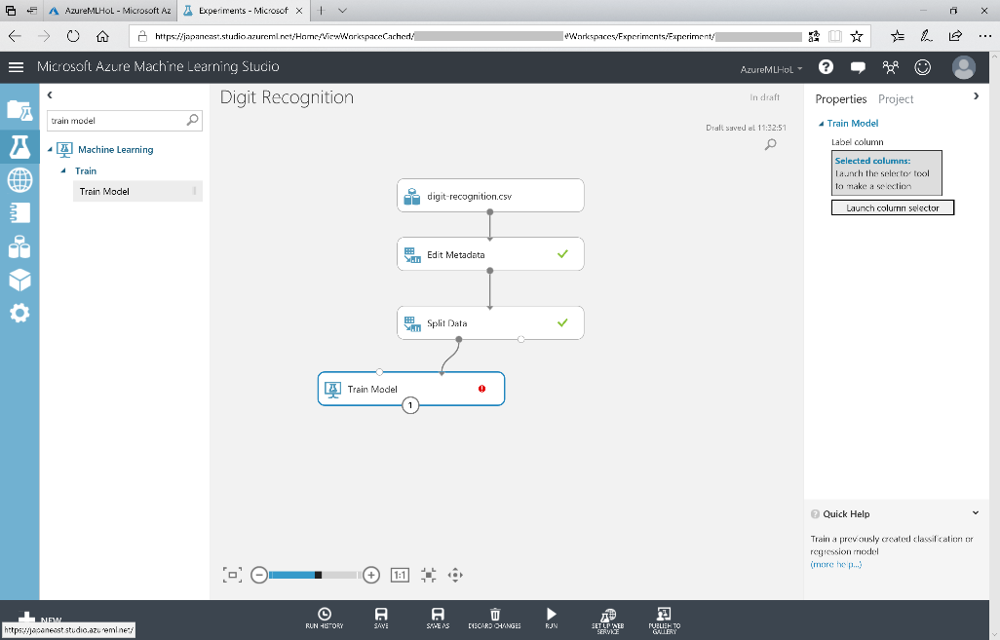 AzureMLHoL - Microsoft Az
Experiments - Microsof
https://japaneast.studio.azureml.net/Home/ViewWorkspaceCached/
#Workspaces/Experiments/Experiment/
Microsoft Azure Machine Learning Studio
AzureMLHoL
train model
Machine Learning
Train
Train Model
Digit Recognition
In draft
Draft saved at 11:32:51
digit-recognition.csv
Edit Metadata
Split Data
Train Model
1
1:1
Properties
Project
Train Model
Label column
Selected columns:
Launch the selector tool
to make a selection
Launch column selector
Quick Help
Train a previously created classification or
regression model
(more help...)
NEW
https://japaneast.studio.azureml.net/
RUN HISTORY
SAVE
SAVE AS
DISCARD CHANGES
RUN
SET UP WEB
SERVICE
PUBLISH TO
GALLERY